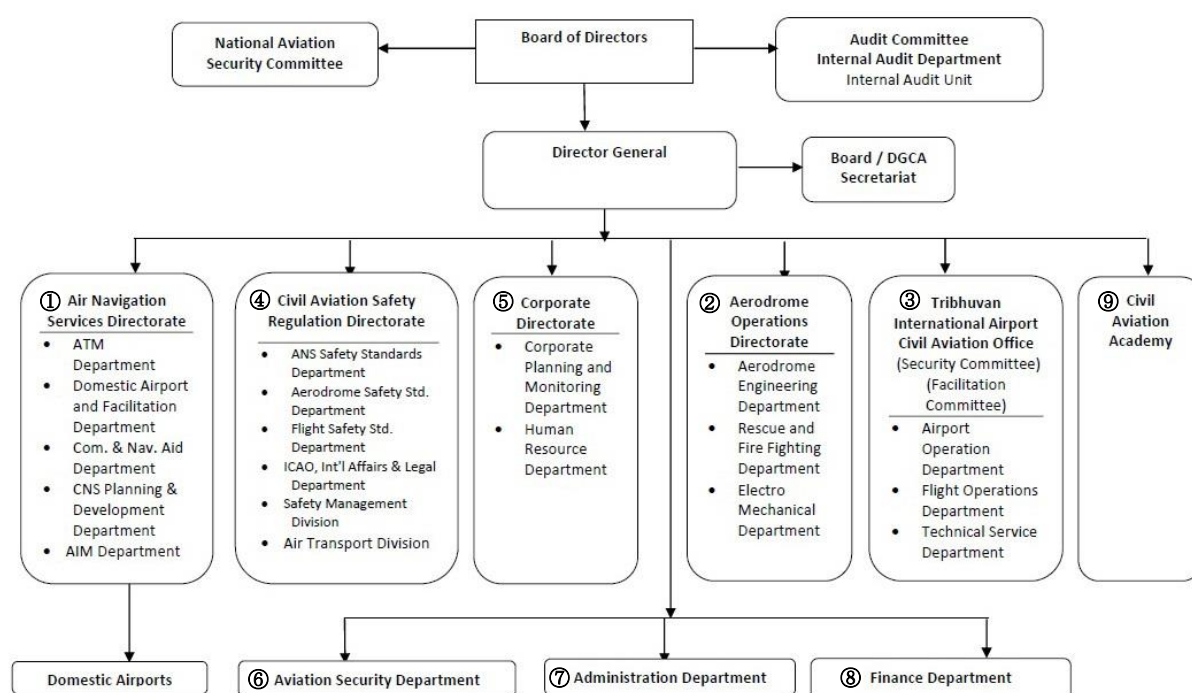 National Aviation
Security Committee
Board of Directors
Audit Committee
Internal Audit Department
Internal Audit Unit
Director General
Board / DGCA
Secretariat
① Air Navigation
Services Directorate
• ATM
Department
• Domestic Airport
and Facilitation
Department
• Com. & Nav. Aid
Department
• CNS Planning &
Development
Department
• AIM Department
④ Civil Aviation Safety
Regulation Directorate
• ANS Safety Standards
Department
• Aerodrome Safety Std.
Department
• Flight Safety Std.
Department
• ICAO, Int'l Affairs & Legal
Department
• Safety Management
Division
• Air Transport Division
⑤ Corporate
Directorate
• Corporate
Planning and
Monitoring
Department
• Human
Resource
Department
② Aerodrome
Operations
Directorate
• Aerodrome
Engineering
Department
• Rescue and
Fire Fighting
Department
• Electro
Mechanical
Department
③ Tribhuvan
International Airport
Civil Aviation Office
(Security Committee)
(Facilitation
Committee)
• Airport
Operation
Department
• Flight Operations
Department
• Technical Service
Department
⑨ Civil
Aviation
Academy
Domestic Airports
⑥ Aviation Security Department
⑦ Administration Department
⑧ Finance Department